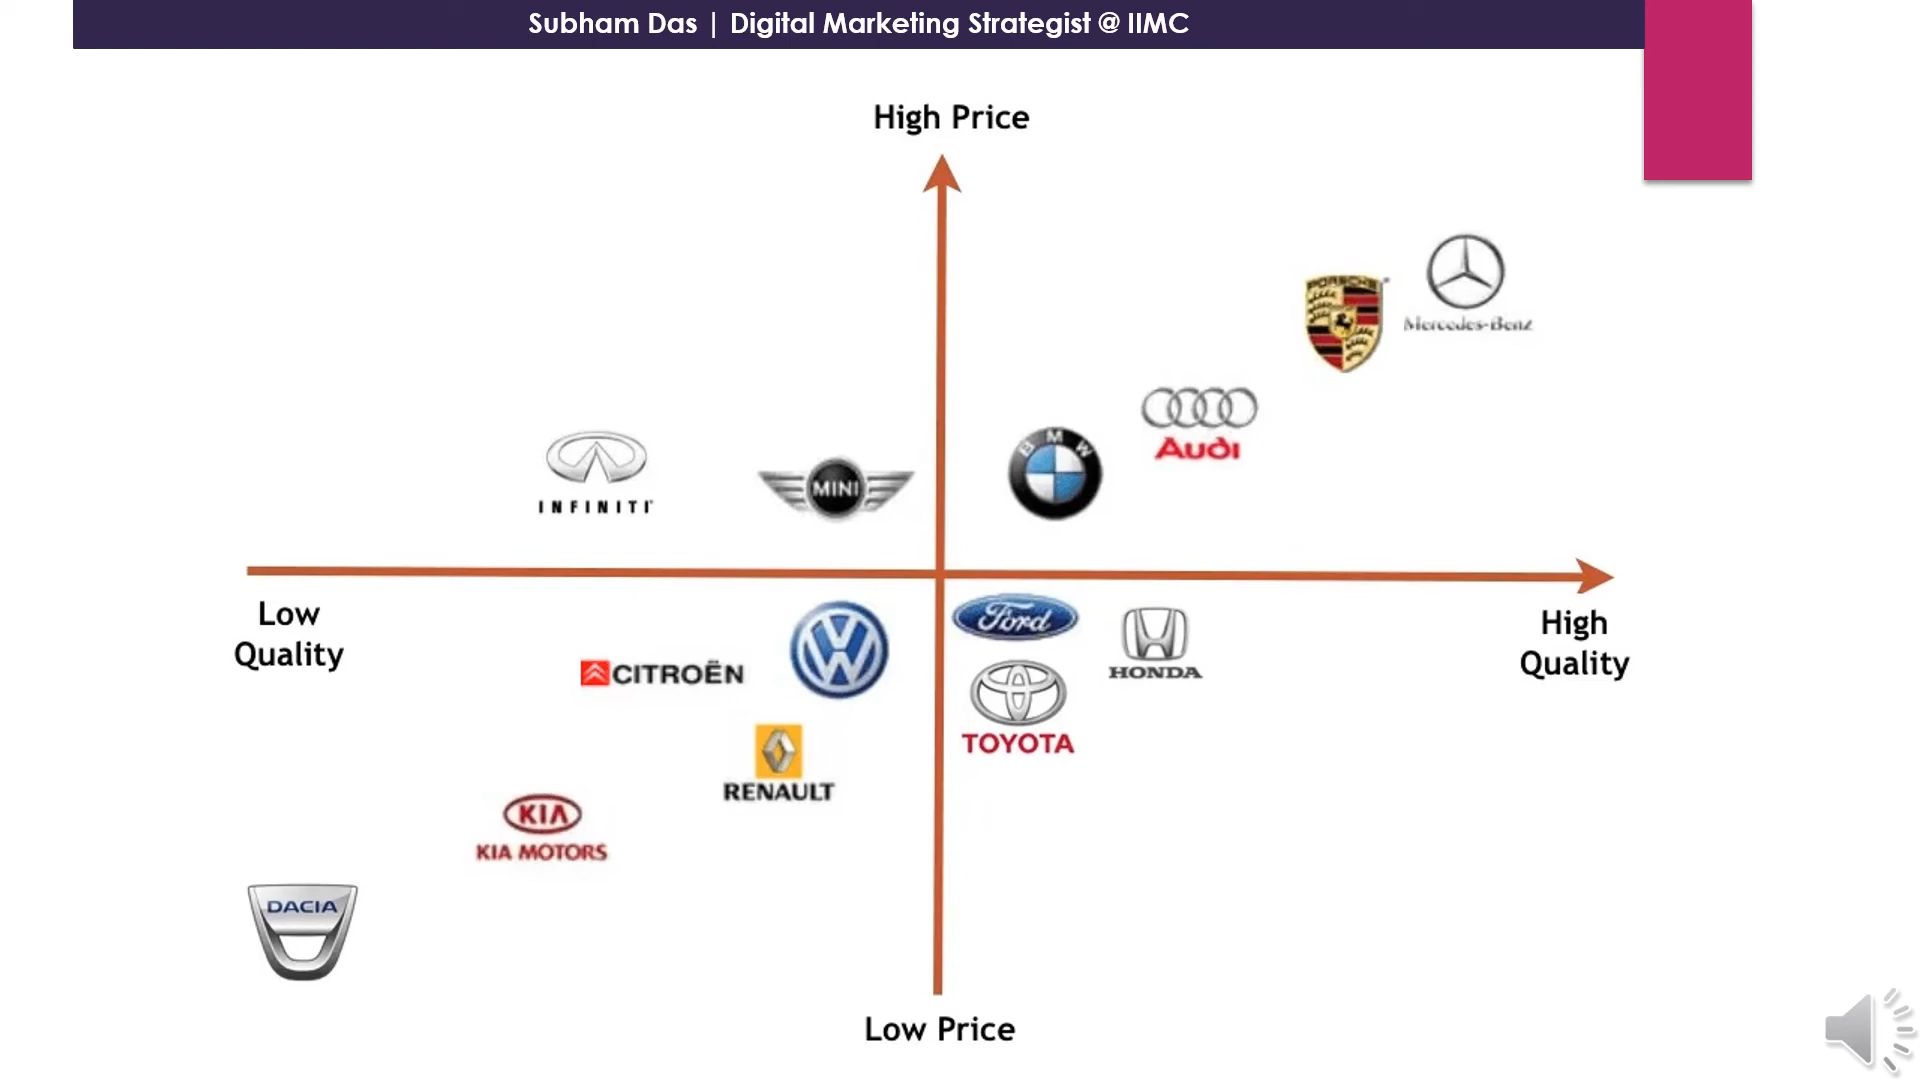 Subham Das | Digital Marketing Strategist @ IIMC
High Price
PORSCHE
Mercedes-Benz
Audi
BMW
INFINITI
MINI
Low
Quality
High
Quality
Ford
HONDA
CITROËN
TOYOTA
RENAULT
KIA
KIA MOTORS
DACIA
Low Price